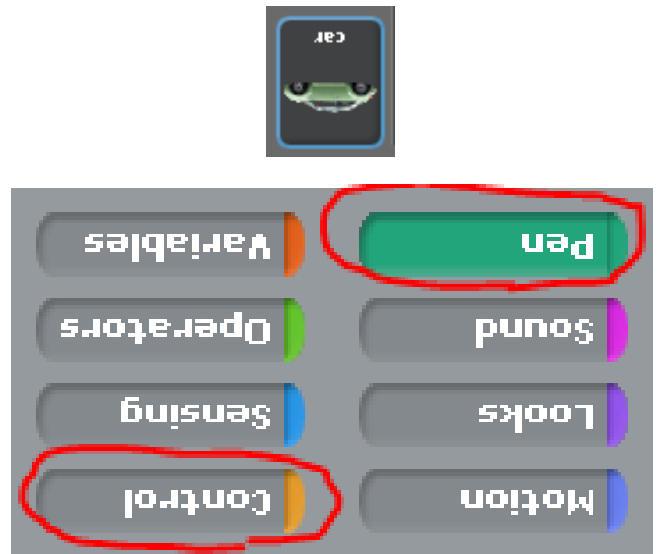 Motion Control
Looks Sensing
Sound Operators
Pen Variables
car